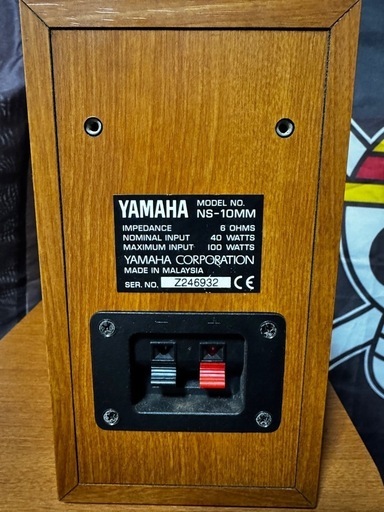 YAMAHA MODEL NO. NS-10MM
IMPEDANCE 6 OHMS
NOMINAL INPUT 40 WATTS
MAXIMUM INPUT 100 WATTS
YAMAHA CORPORATION
MADE IN MALAYSIA
SER. NO. Z246932 CE
- +